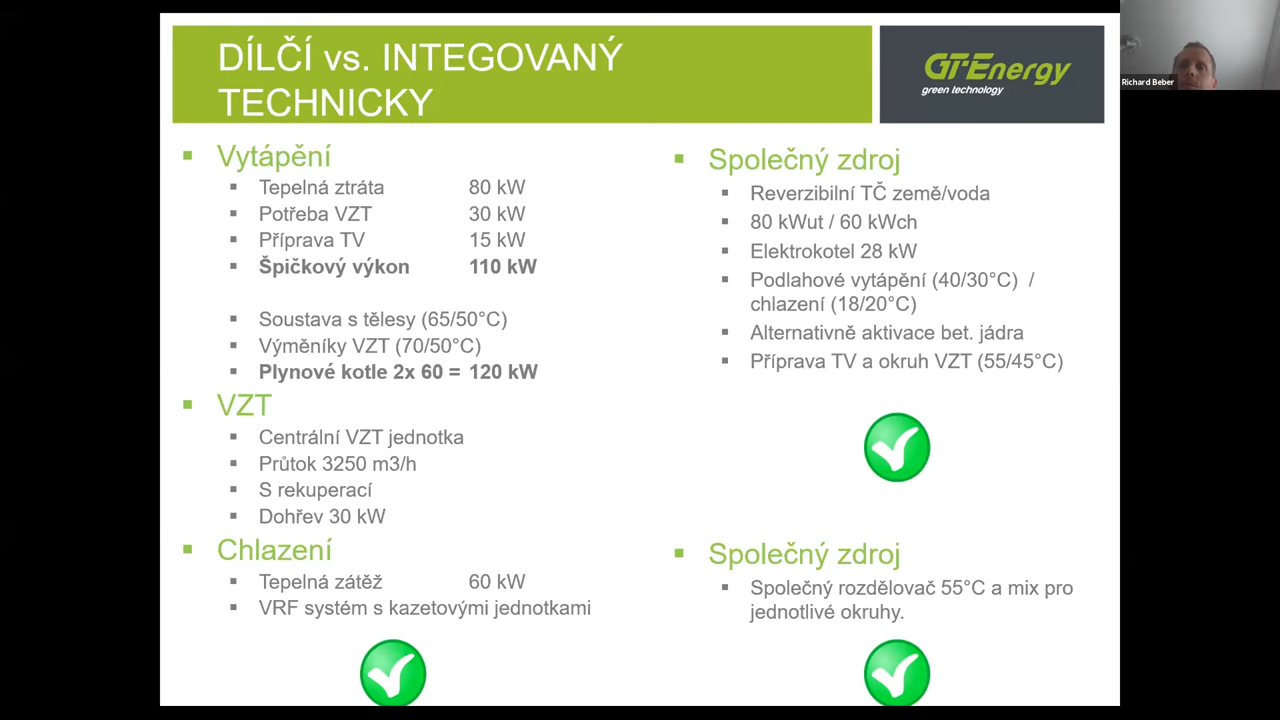 DÍLČÍ vs. INTEGOVANÝ
TECHNICKY
GT-Energy
green technology
Richard Beber
Vytápění
Tepelná ztráta 80 kW
Potřeba VZT 30 kW
Příprava TV 15 kW
Špičkový výkon 110 kW
Soustava s tělesy (65/50°C)
Výměníky VZT (70/50°C)
Plynové kotle 2x 60 = 120 kW
VZT
Centrální VZT jednotka
Průtok 3250 m3/h
S rekuperací
Dohřev 30 kW
Chlazení
Tepelná zátěž 60 kW
VRF systém s kazetovými jednotkami
Společný zdroj
Reverzibilní TČ země/voda
80 kWut / 60 kWch
Elektrokotel 28 kW
Podlahové vytápění (40/30°C) /
chlazení (18/20°C)
Alternativně aktivace bet. jádra
Příprava TV a okruh VZT (55/45°C)
Společný zdroj
Společný rozdělovač 55°C a mix pro
jednotlivé okruhy.